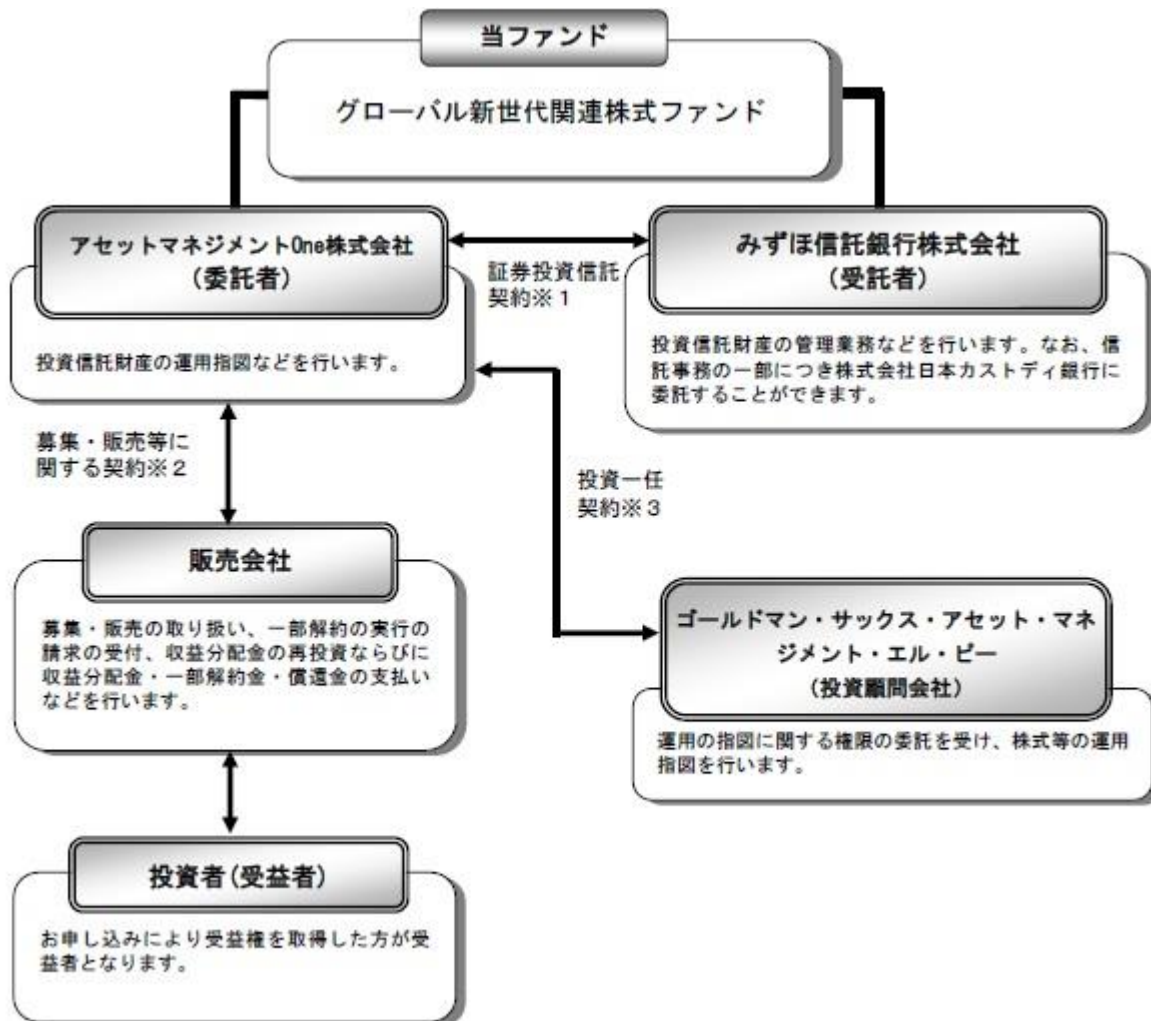 当ファンド
グローバル新世代関連株式ファンド
アセットマネジメントOne株式会社
(委託者)
投資信託財産の運用指図などを行います。
証券投資信託
契約※１
みずほ信託銀行株式会社
(受託者)
投資信託財産の管理業務などを行います。なお、信
託事務の一部につき株式会社日本カストディ銀行に
委託することができます。
募集・販売等に
関する契約※２
投資一任
契約※３
販売会社
募集・販売の取り扱い、一部解約の実行の
請求の受付、収益分配金の再投資ならびに
収益分配金・一部解約金・償還金の支払い
などを行います。
ゴールドマン・サックス・アセット・マネ
ジメント・エル・ピー
(投資顧問会社)
運用の指図に関する権限の委託を受け、株式等の運用
指図を行います。
投資者(受益者)
お申し込みにより受益権を取得した方が受
益者となります。